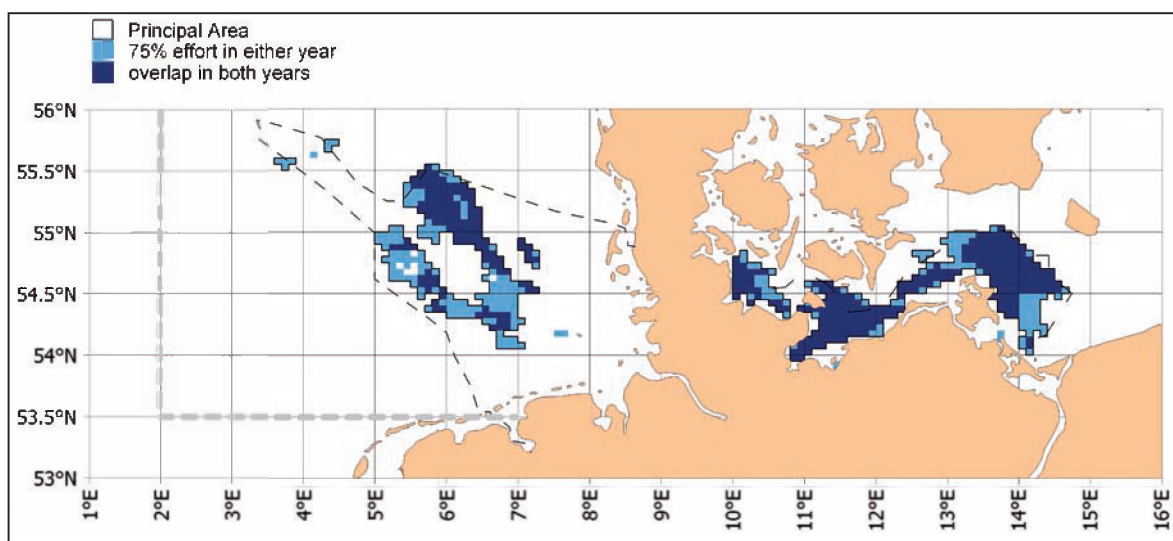 Principal Area
75% effort in either year
overlap in both years
56°N
55.5°N
55°N
54.5°N
54°N
53.5°N
53°N
1°E
2°E
3°E
4°E
5°E
6°E
7°E
8°E
9°E
10°E
11°E
12°E
13°E
14°E
15°E
16°E